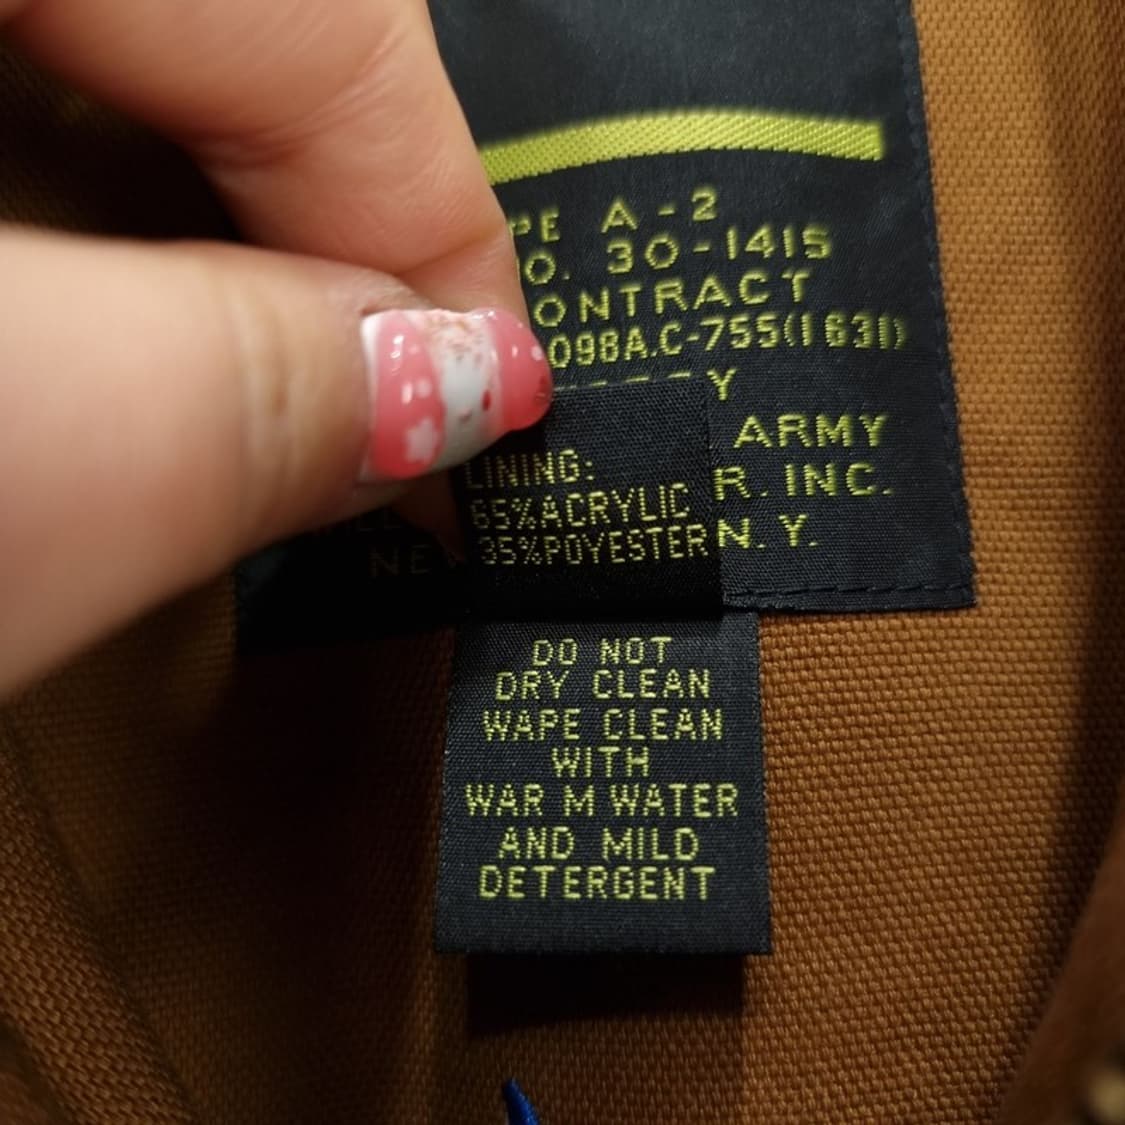 A-2
30-1415
ONTRACT
098A.C-755(1631)
Y
ARMY
R. INC.
N.Y.
LINING:
65%ACRYLIC
35%POYESTER
DO NOT
DRY CLEAN
WAPE CLEAN
WITH
WAR M WATER
AND MILD
DETERGENT